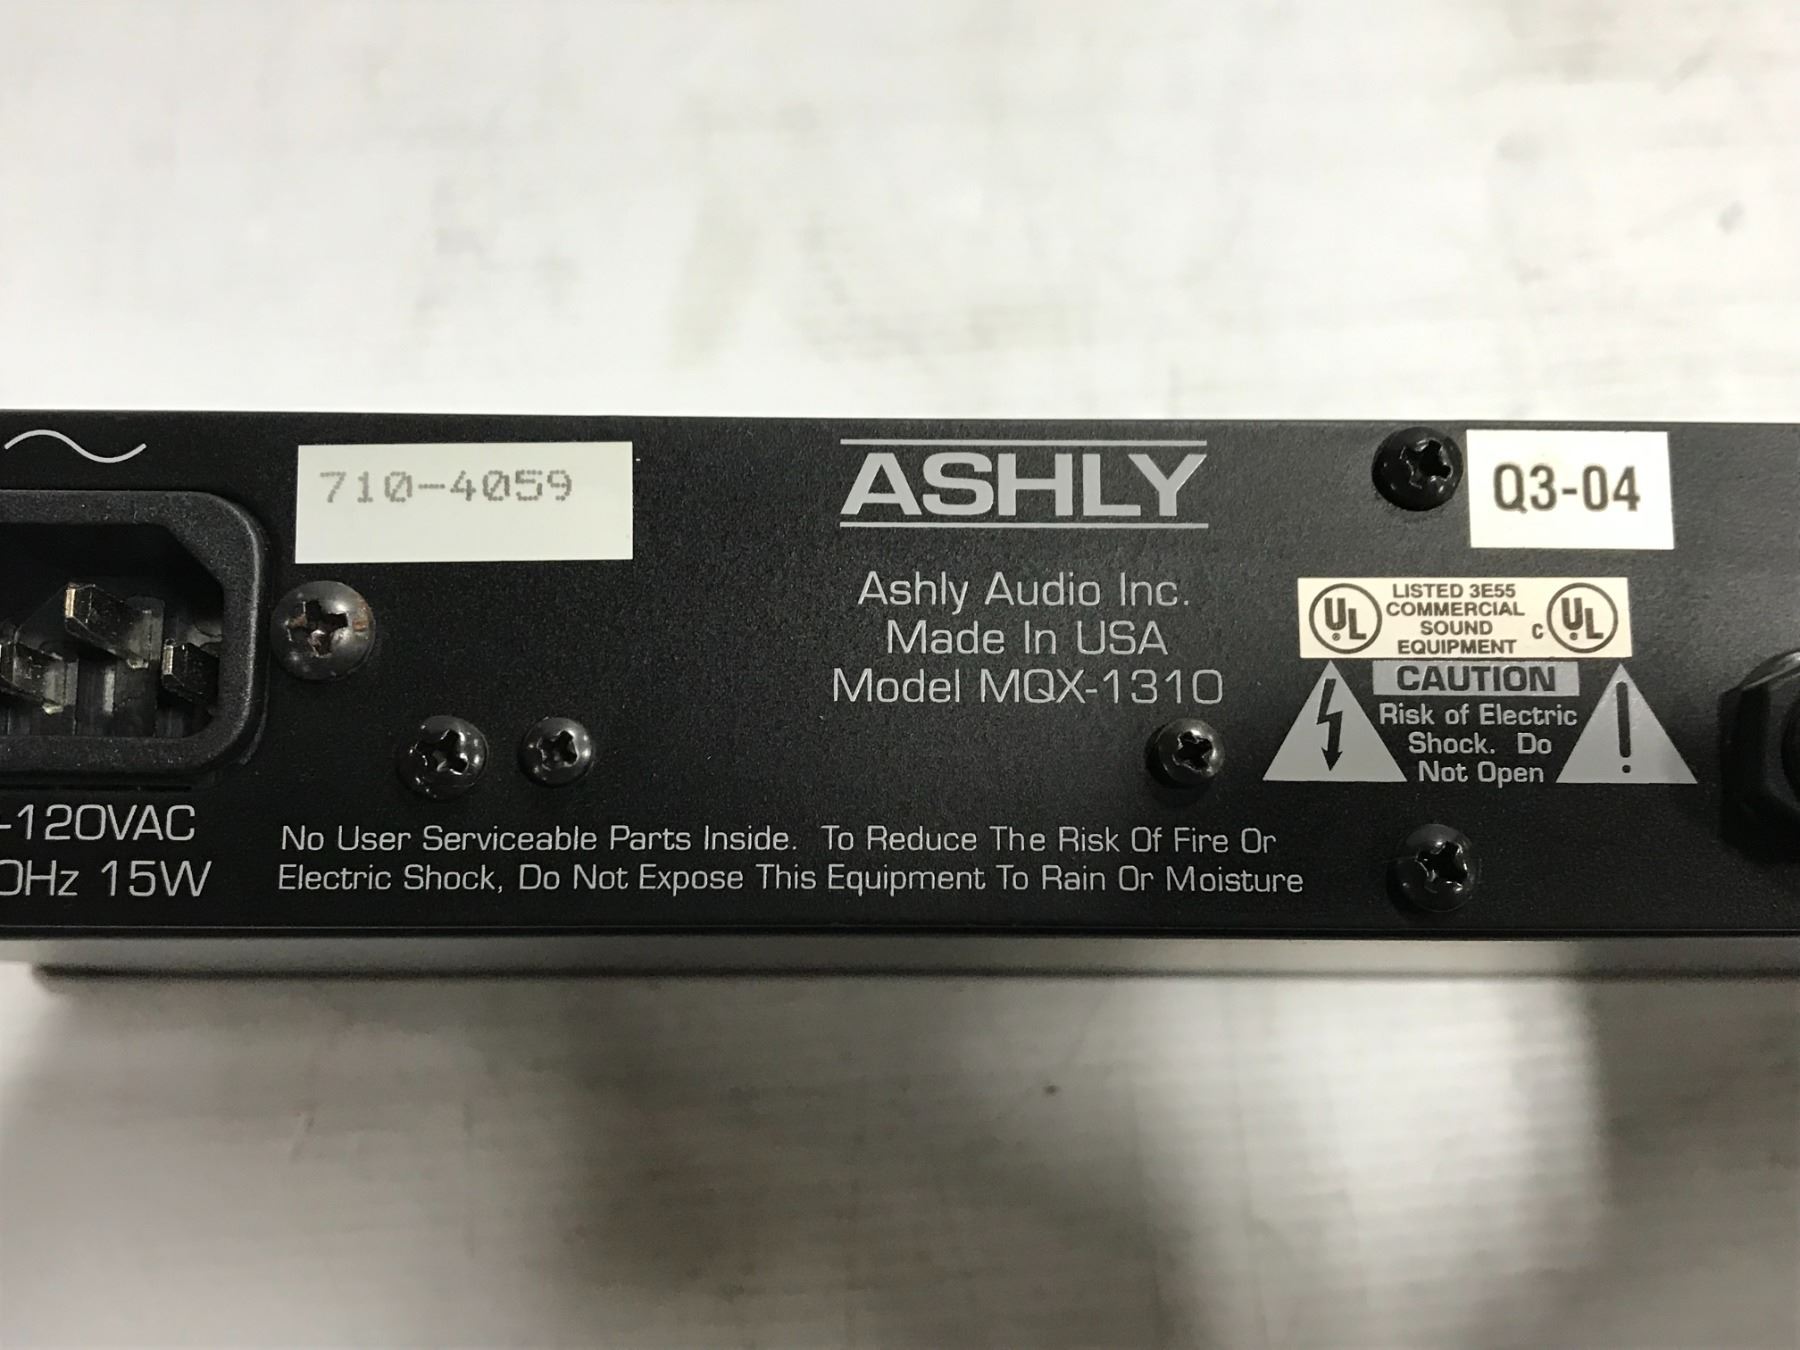 710-4059
ASHLY
Q3-04
Ashly Audio Inc.
Made In USA
Model MQX-1310
UL
LISTED 3E55
COMMERCIAL
SOUND
EQUIPMENT
C UL
CAUTION
Risk of Electric
Shock. Do
Not Open
-120VAC
0Hz 15W
No User Serviceable Parts Inside. To Reduce The Risk Of Fire Or
Electric Shock, Do Not Expose This Equipment To Rain Or Moisture